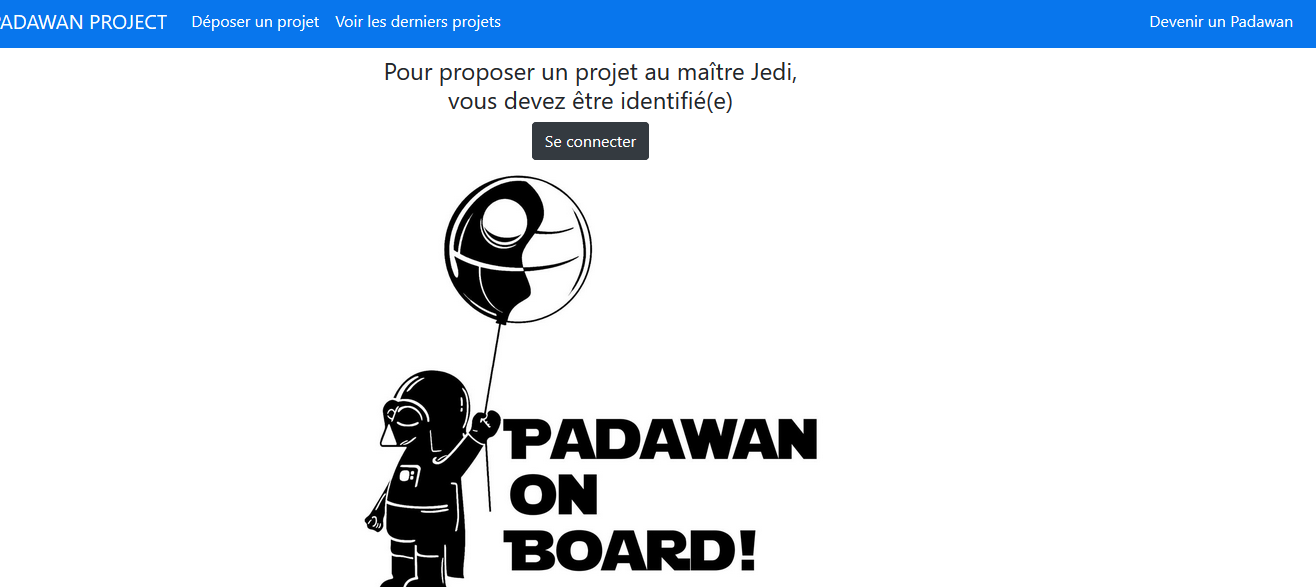 ADAWAN PROJECT Déposer un projet Voir les derniers projets Devenir un Padawan
Pour proposer un projet au maître Jedi,
vous devez être identifié(e)
Se connecter
PADAWAN
ON
BOARD!